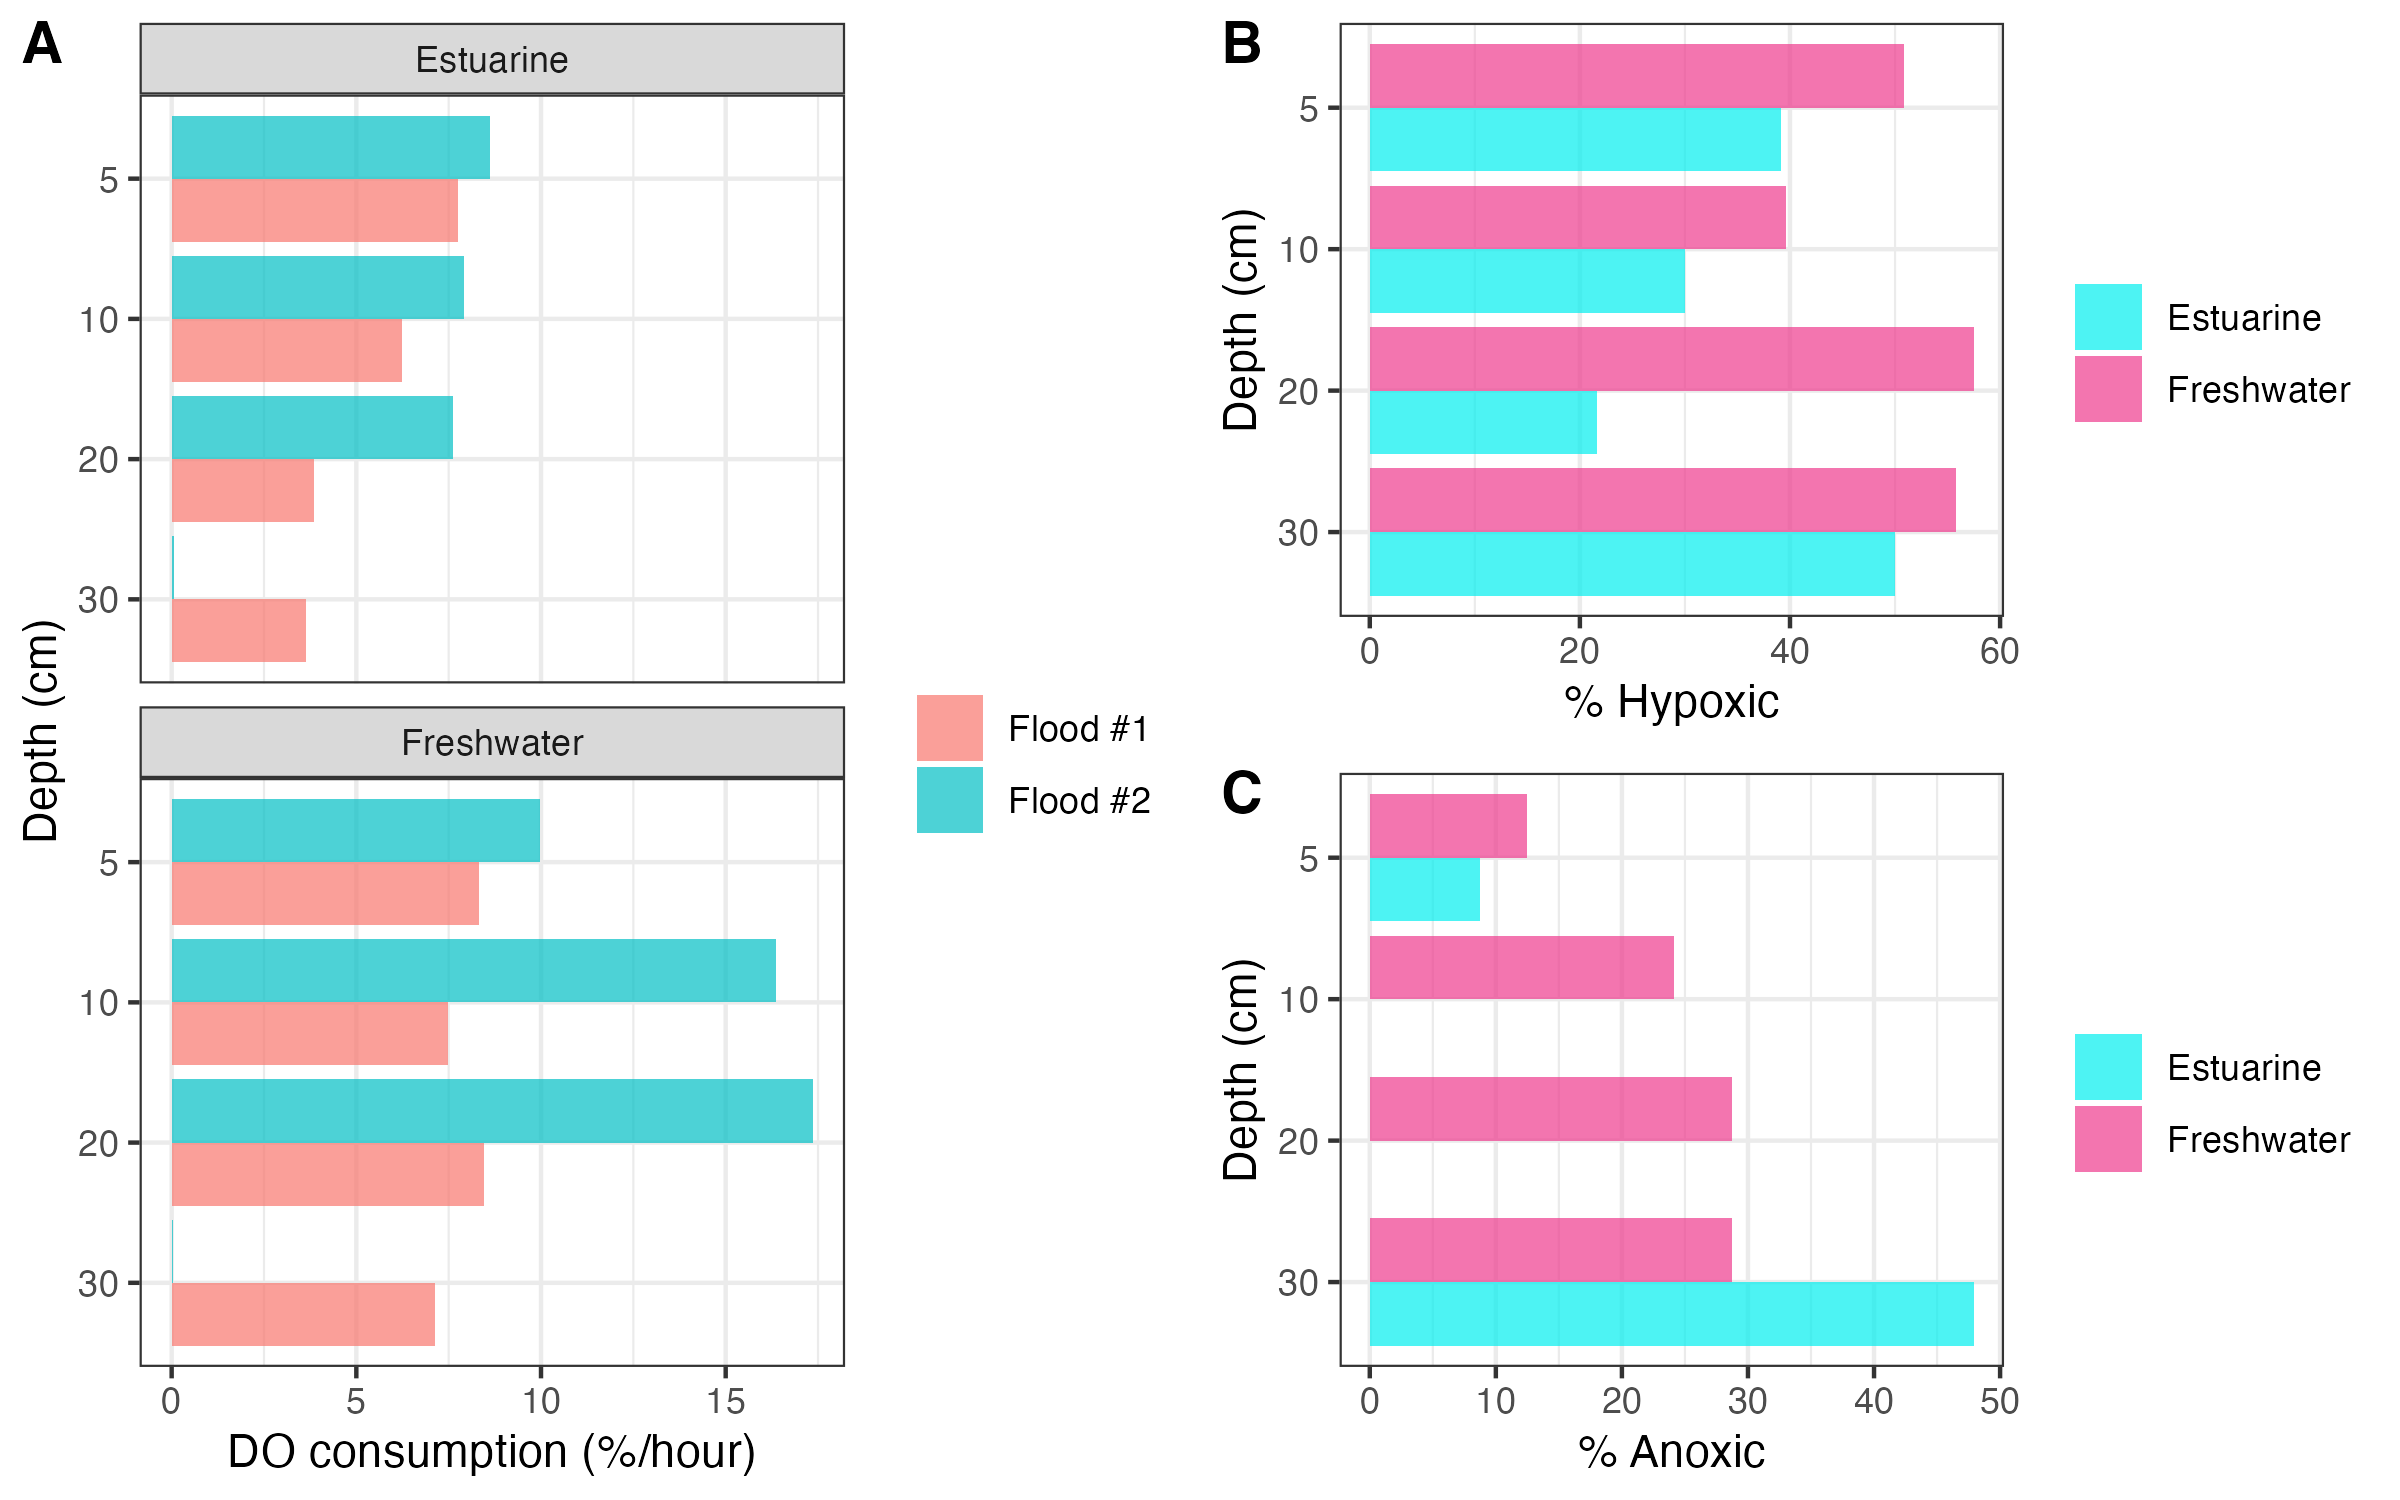 A
Estuarine
5
10
20
30
Freshwater
5
10
20
30
0 5 10 15
DO consumption (%/hour)
Depth (cm)
Flood #1
Flood #2
B
5
10
20
30
0 20 40 60
% Hypoxic
Depth (cm)
Estuarine
Freshwater
C
5
10
20
30
0 10 20 30 40 50
% Anoxic
Depth (cm)
Estuarine
Freshwater